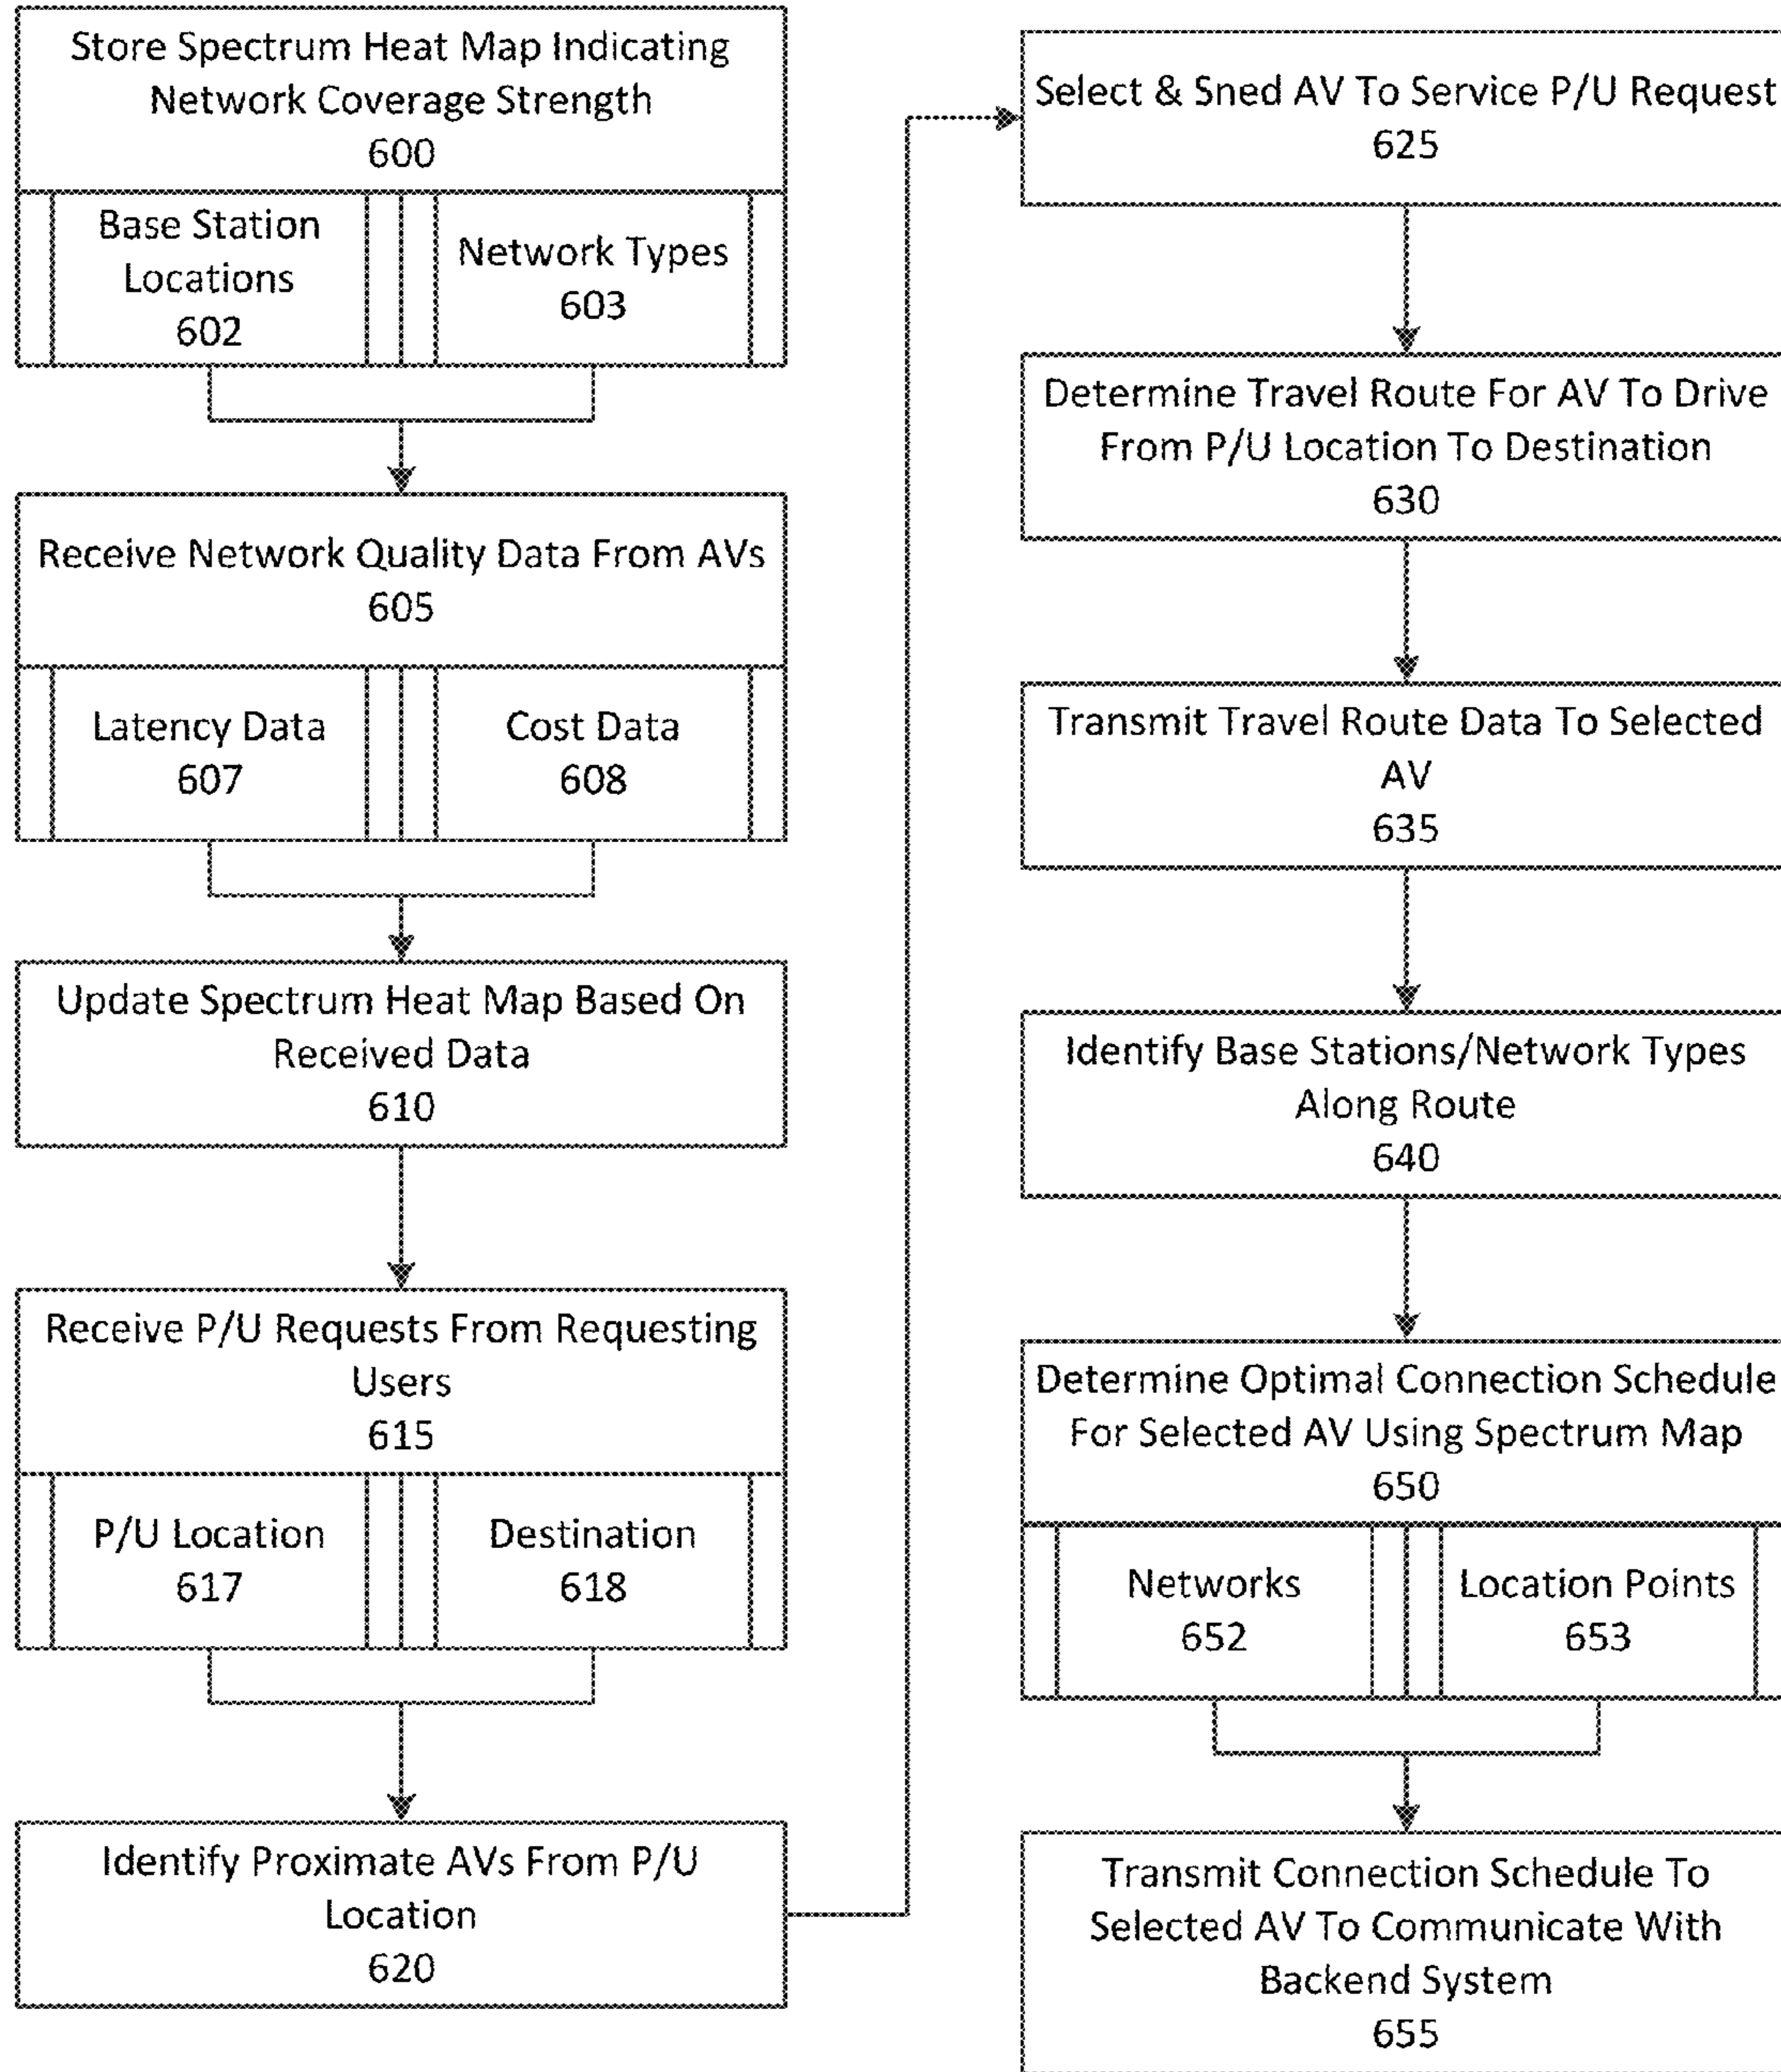 Store Spectrum Heat Map Indicating
Network Coverage Strength
600
Base Station
Locations
602
Network Types
603
Receive Network Quality Data From AVs
605
Latency Data
607
Cost Data
608
Update Spectrum Heat Map Based On
Received Data
610
Receive P/U Requests From Requesting
Users
615
P/U Location
617
Destination
618
Identify Proximate AVs From P/U
Location
620
Select & Sned AV To Service P/U Request
625
Determine Travel Route For AV To Drive
From P/U Location To Destination
630
Transmit Travel Route Data To Selected
AV
635
Identify Base Stations/Network Types
Along Route
640
Determine Optimal Connection Schedule
For Selected AV Using Spectrum Map
650
Networks
652
Location Points
653
Transmit Connection Schedule To
Selected AV To Communicate With
Backend System
655